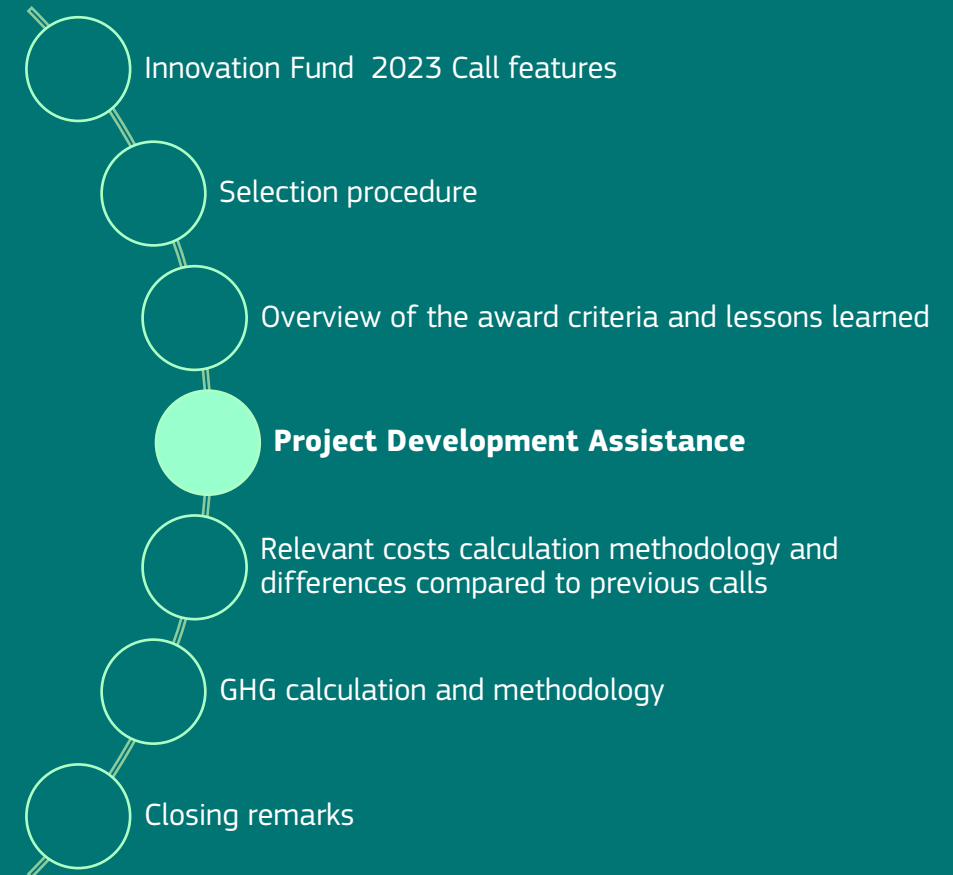 Innovation Fund  2023 Call features
Selection procedure
Overview of the award criteria and lessons learned
Project Development Assistance
Relevant costs calculation methodology and
differences compared to previous calls
GHG calculation and methodology
Closing remarks